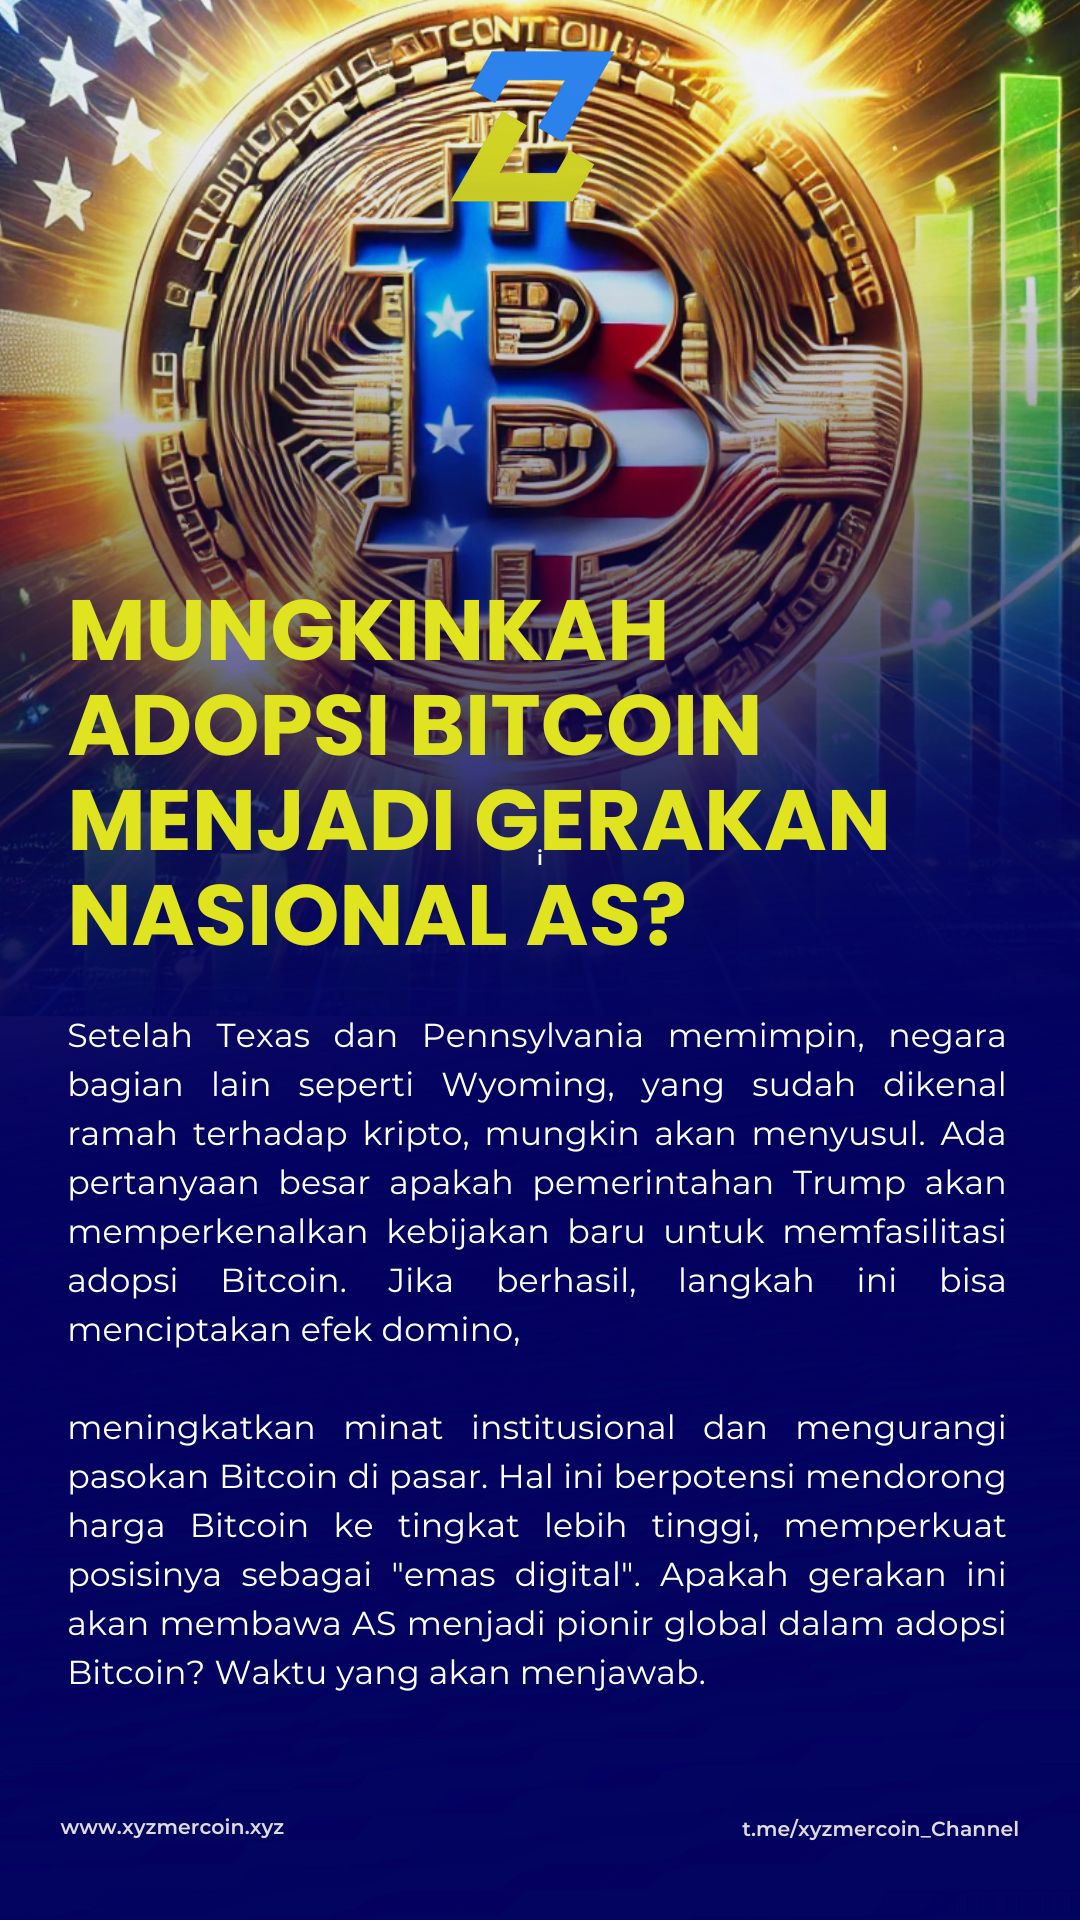 MUNGKINKAH
ADOPSI BITCOIN
MENJADI GERAKAN
i
NASIONAL AS?
Setelah Texas dan Pennsylvania memimpin, negara
bagian lain seperti Wyoming, yang sudah dikenal
ramah terhadap kripto, mungkin akan menyusul. Ada
pertanyaan besar apakah pemerintahan Trump akan
memperkenalkan kebijakan baru untuk memfasilitasi
adopsi Bitcoin. Jika berhasil, langkah ini bisa
menciptakan efek domino,
meningkatkan minat institusional dan mengurangi
pasokan Bitcoin di pasar. Hal ini berpotensi mendorong
harga Bitcoin ke tingkat lebih tinggi, memperkuat
posisinya sebagai "emas digital". Apakah gerakan ini
akan membawa AS menjadi pionir global dalam adopsi
Bitcoin? Waktu yang akan menjawab.
www.xyzmercoin.xyz
t.me/xyzmercoin_Channel